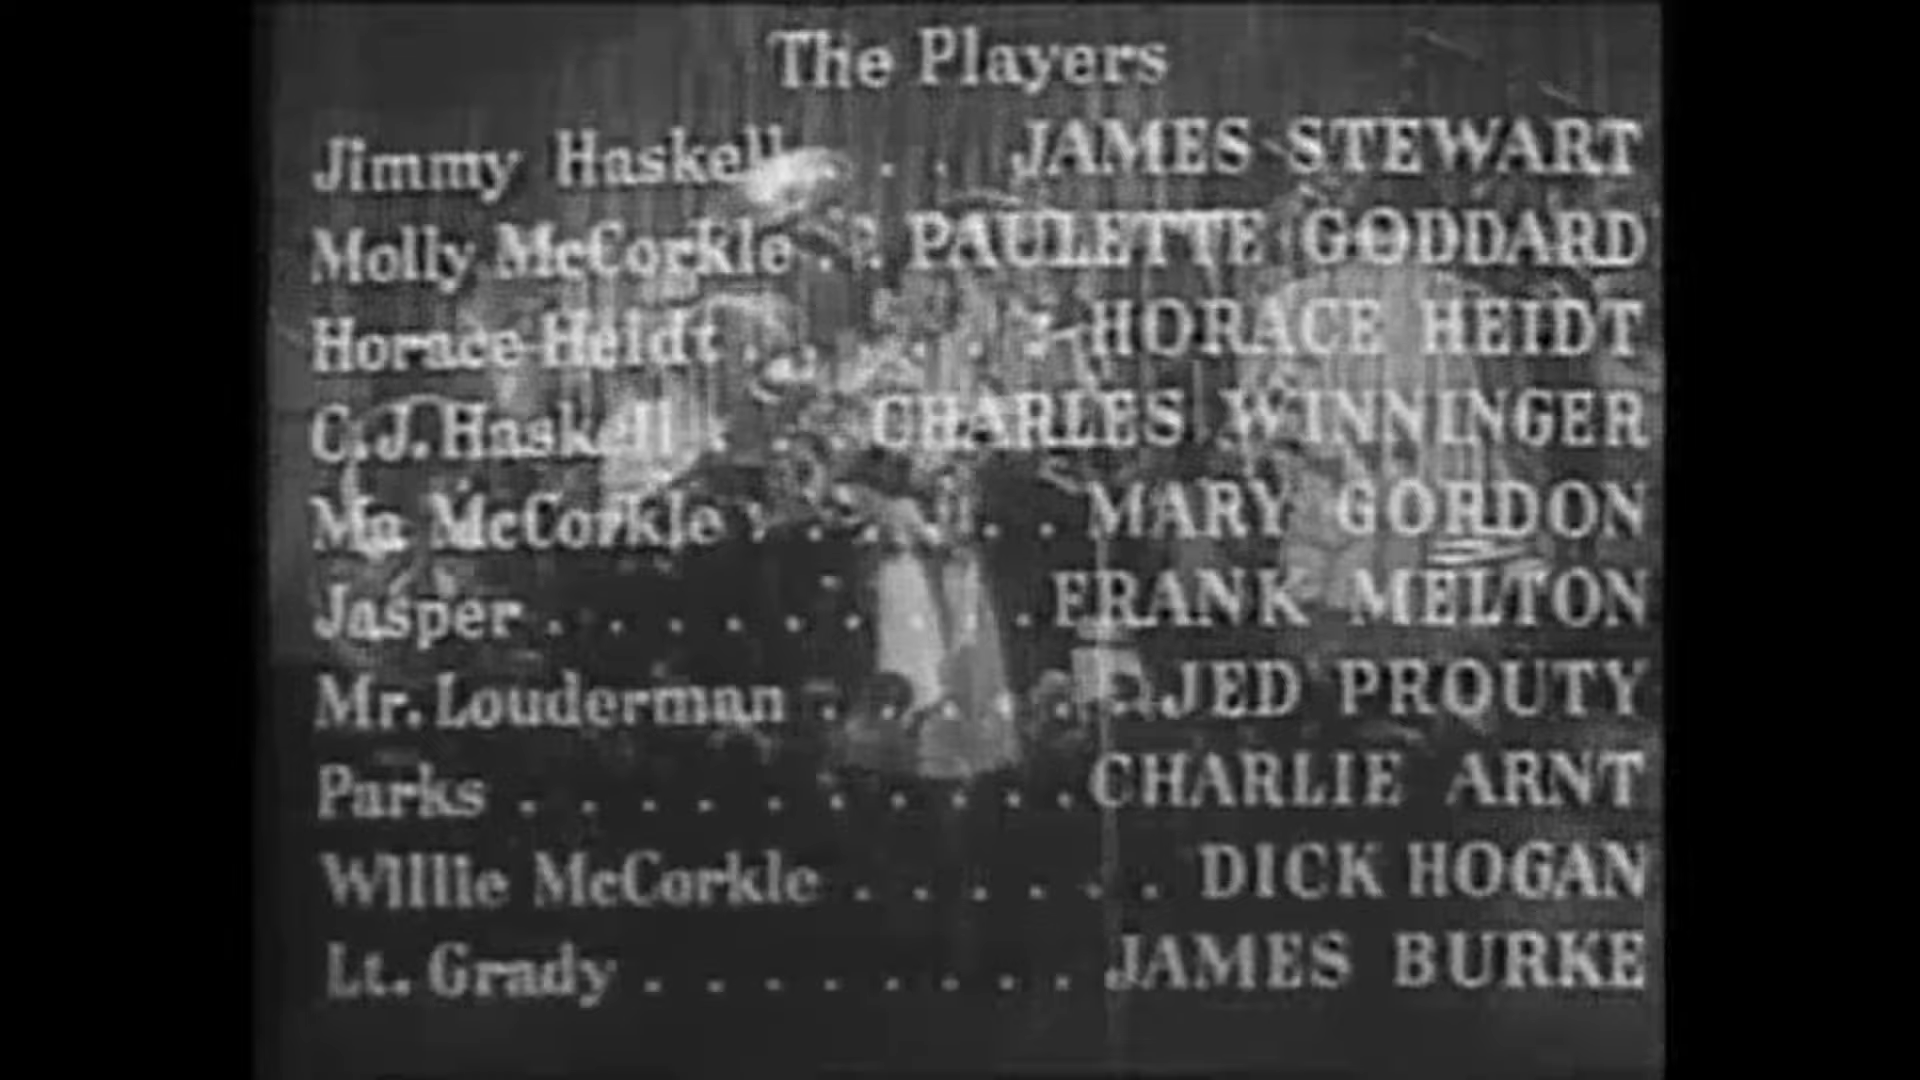 The Players
Jimmy Haskell . . . JAMES STEWART
Molly McCorkle . . PAULETTE GODDARD
Horace Heidt . . . . . . HORACE HEIDT
C.J. Haskell . . . CHARLES WINNINGER
Ma McCorkle . . . . . . MARY GORDON
Jasper . . . . . . . . . FRANK MELTON
Mr. Louderman . . . . . JED PROUTY
Parks . . . . . . . . . . CHARLIE ARNT
Willie McCorkle . . . . . . DICK HOGAN
Lt. Grady . . . . . . . . JAMES BURKE